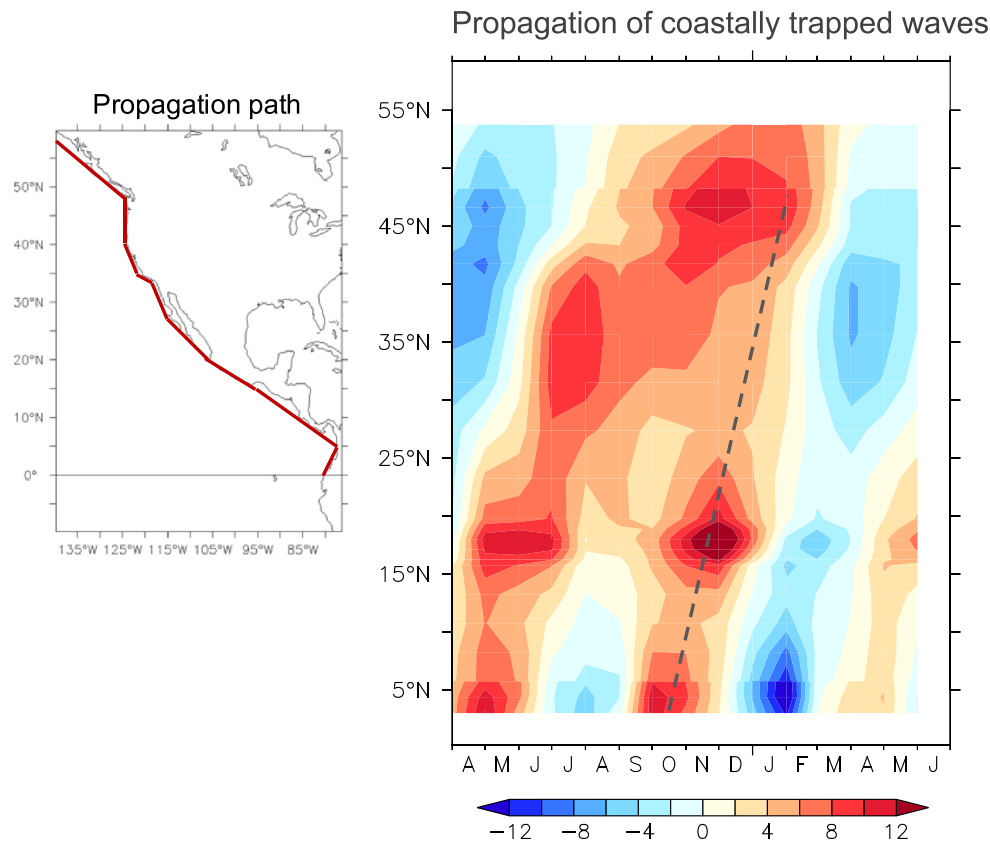 Propagation of coastally trapped waves
Propagation path
50°N
40°N
30°N
20°N
10°N
0°
135°W 125°W 115°W 105°W 95°W 85°W
55°N
45°N
35°N
25°N
15°N
5°N
A M J J A S O N D J F M A M J
−12 −8 −4 0 4 8 12